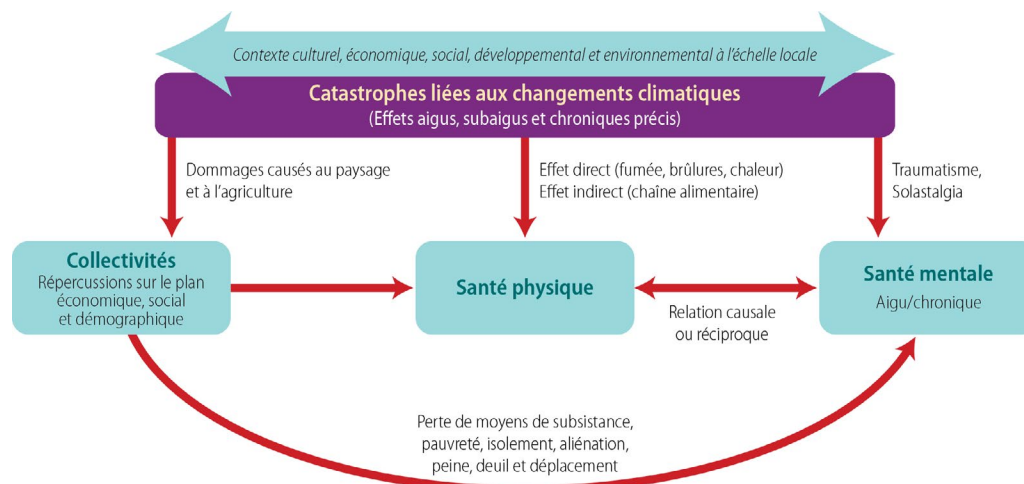 Contexte culturel, économique, social, développemental et environnemental à l'échelle locale
Catastrophes liées aux changements climatiques
(Effets aigus, subaigus et chroniques précis)
Dommages causés au paysage
et à l'agriculture
Effet direct (fumée, brûlures, chaleur)
Effet indirect (chaîne alimentaire)
Traumatisme,
Solastalgia
Collectivités
Répercussions sur le plan
économique, social
et démographique
Santé physique
Santé mentale
Aigu/chronique
Relation causale
ou réciproque
Perte de moyens de subsistance,
pauvreté, isolement, aliénation,
peine, deuil et déplacement